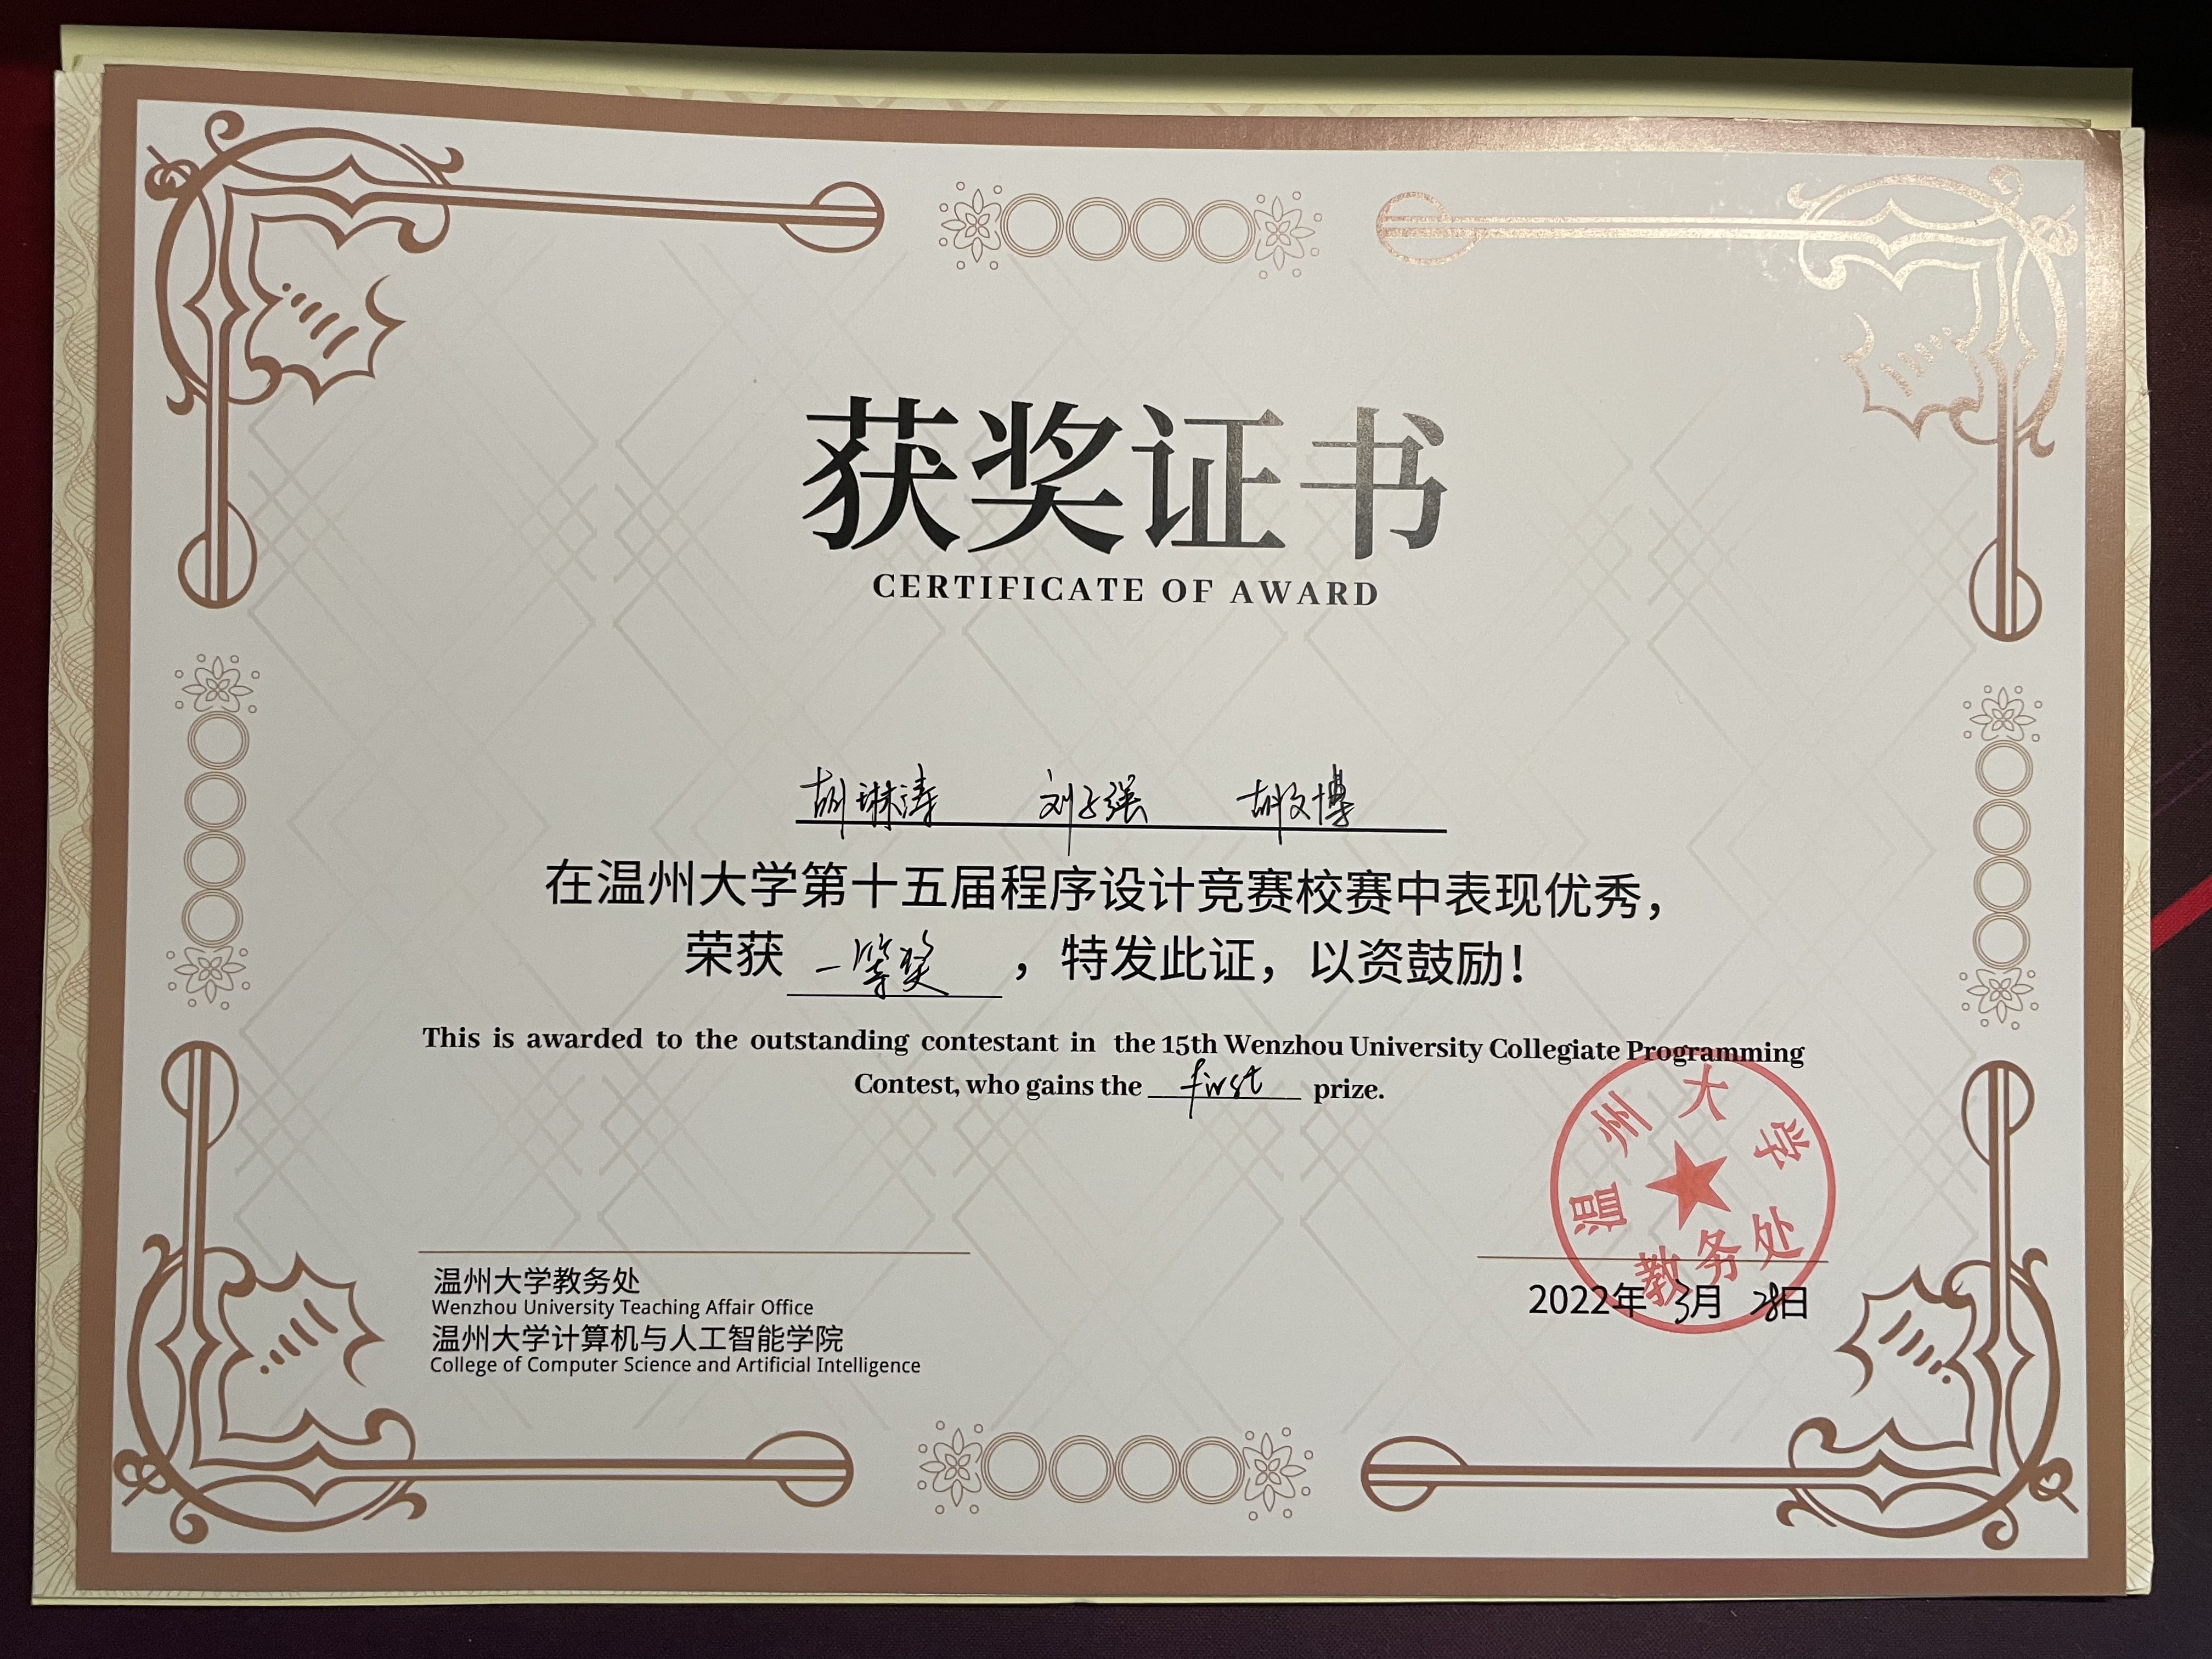 获奖证书
CERTIFICATE OF AWARD
胡琳涛 刘子强 胡文博
在温州大学第十五届程序设计竞赛校赛中表现优秀，
荣获 一等奖 ，特发此证，以资鼓励！
This is awarded to the outstanding contestant in the 15th Wenzhou University Collegiate Programming
Contest, who gains the first prize.
温州大学
教务处
温州大学教务处
Wenzhou University Teaching Affair Office
温州大学计算机与人工智能学院
College of Computer Science and Artificial Intelligence
2022年 3月 28日